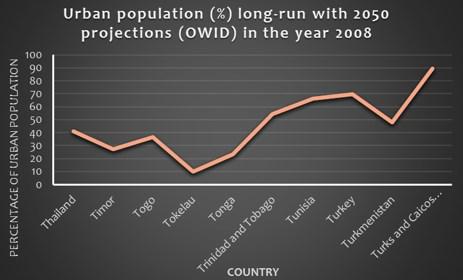 Urban population (%) long-run with 2050
projections (OWID) in the year 2008
PERCENTAGE OF URBAN POPULATION
100
90
80
70
60
50
40
30
20
10
0
Thailand
Timor
Togo
Tokelau
Tonga
Trinidad and Tobago
Tunisia
Turkey
Turkmenistan
Turks and Caicos...
COUNTRY